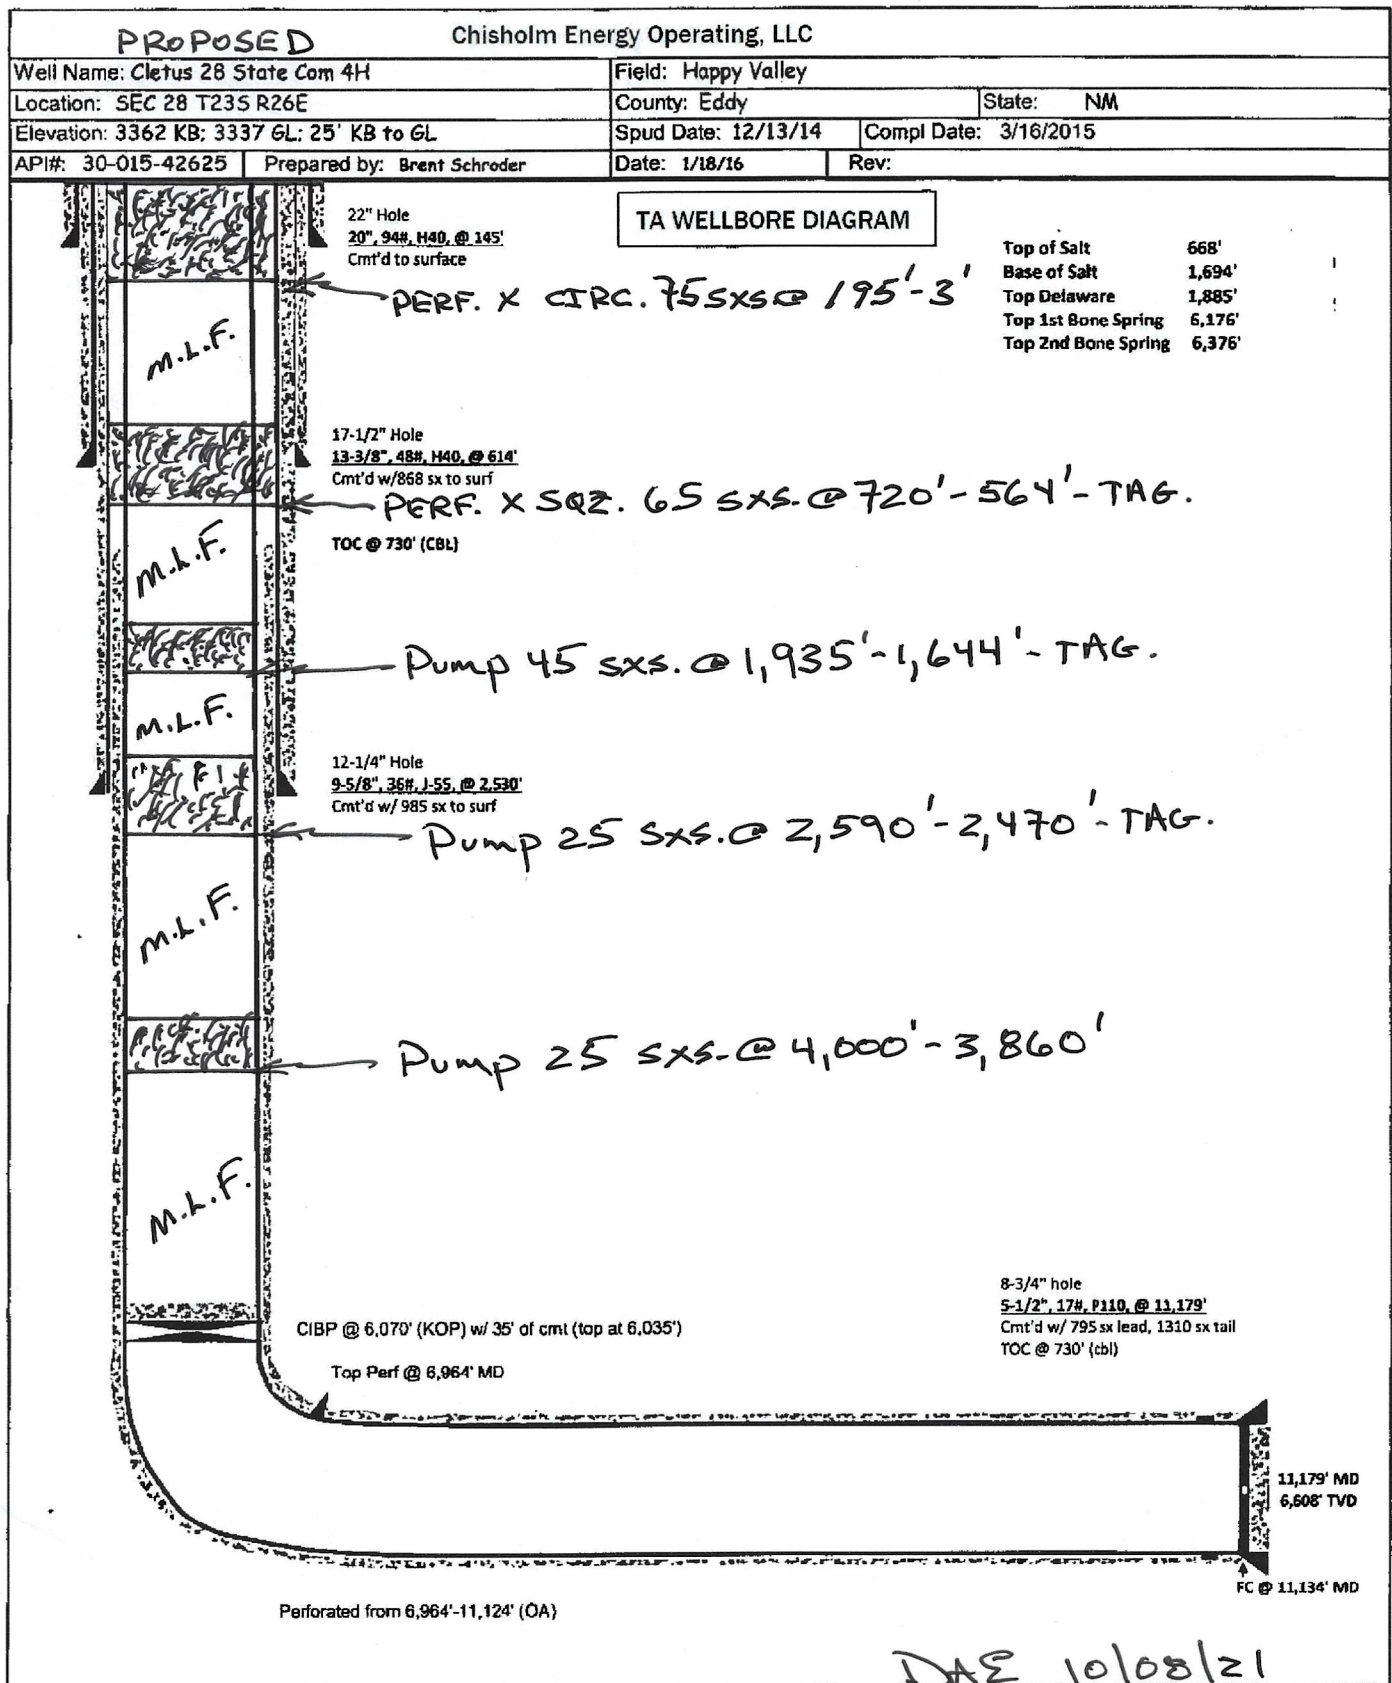 PROPOSED Chisholm Energy Operating, LLC
Well Name: Cletus 28 State Com 4H Field: Happy Valley
Location: SEC 28 T23S R26E County: Eddy State: NM
Elevation: 3362 KB; 3337 GL; 25' KB to GL Spud Date: 12/13/14 Compl Date: 3/16/2015
API#: 30-015-42625 Prepared by: Brent Schroder Date: 1/18/16 Rev:
TA WELLBORE DIAGRAM
22" Hole
20", 94#, H40, @ 145'
Cmt'd to surface
Top of Salt 668'
Base of Salt 1,694'
Top Delaware 1,885'
Top 1st Bone Spring 6,176'
Top 2nd Bone Spring 6,376'
PERF. X CIRC. 75 SXS @ 195'-3'
M.L.F.
17-1/2" Hole
13-3/8", 48#, H40, @ 614'
Cmt'd w/868 sx to surf
PERF. X SQZ. 65 SXS. @ 720'-564'-TAG.
TOC @ 730' (CBL)
M.L.F.
Pump 45 sxs. @ 1,935'-1,644'-TAG.
M.L.F.
12-1/4" Hole
9-5/8", 36#, J-55, @ 2,530'
Cmt'd w/ 985 sx to surf
Pump 25 sxs. @ 2,590'-2,470'-TAG.
M.L.F.
Pump 25 sxs. @ 4,000'-3,860'
M.L.F.
8-3/4" hole
5-1/2", 17#, P110, @ 11,179'
Cmt'd w/ 795 sx lead, 1310 sx tail
TOC @ 730' (cbl)
CIBP @ 6,070' (KOP) w/ 35' of cmt (top at 6,035')
Top Perf @ 6,964' MD
11,179' MD
6,608' TVD
FC @ 11,134' MD
Perforated from 6,964'-11,124' (OA)
DAE 10/08/21